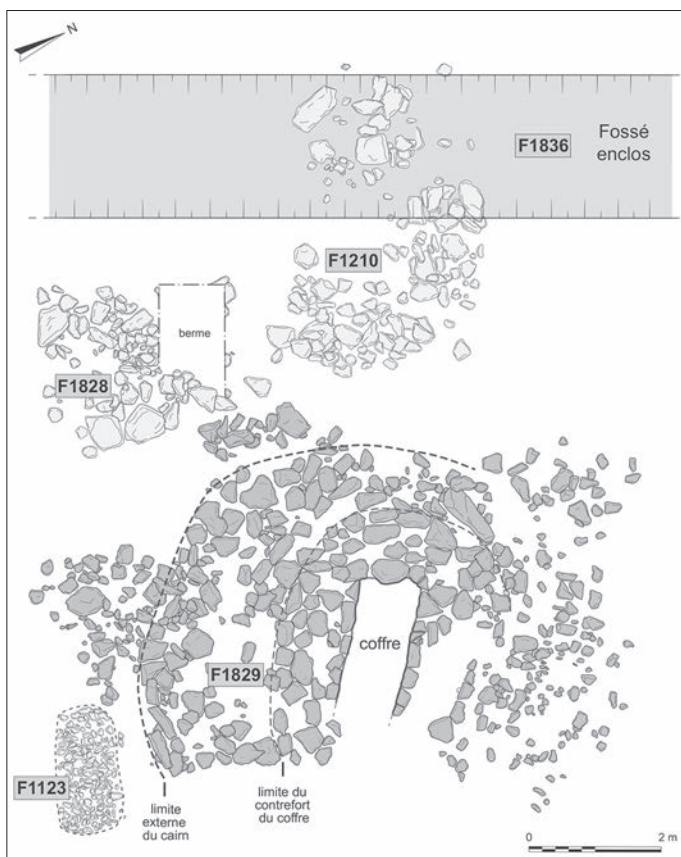 N
F1836
Fossé
enclos
F1210
berme
F1828
coffre
F1829
F1123
limite
externe
du cairn
limite du
contrefort
du coffre
0
2 m